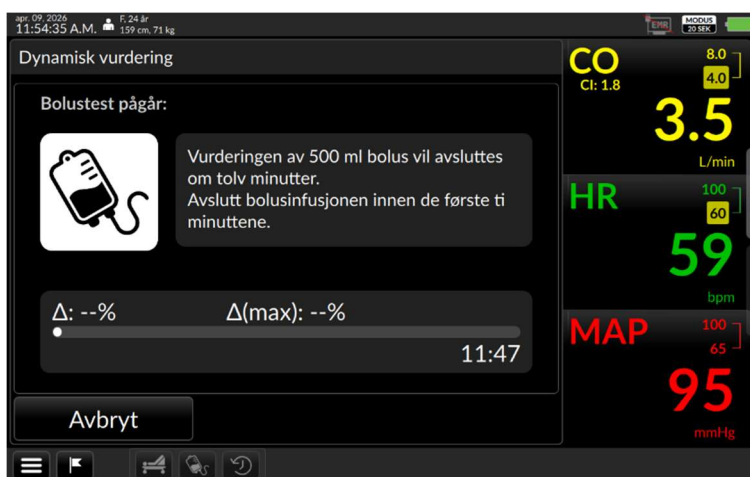 apr. 09, 2026
11:54:35 A.M.
F, 24 år
159 cm, 71 kg
EMR
MODUS
20 SEK
Dynamisk vurdering
Bolustest pågår:
Vurderingen av 500 ml bolus vil avsluttes
om tolv minutter.
Avslutt bolusinfusjonen innen de første ti
minuttene.
Δ: --%
Δ(max): --%
11:47
Avbryt
CO
CI: 1.8
8.0
4.0
3.5
L/min
HR
100
60
59
bpm
MAP
100
65
95
mmHg